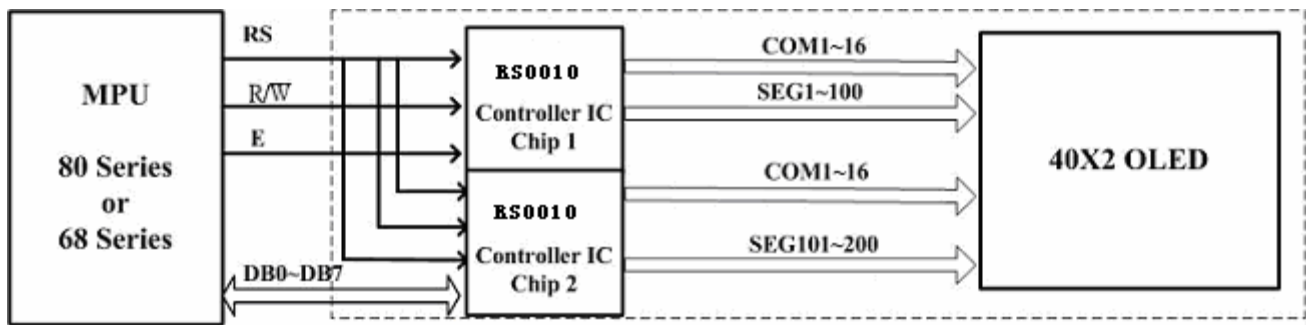 MPU
80 Series
or
68 Series
RS
R/W
E
DB0~DB7
RS0010
Controller IC
Chip 1
RS0010
Controller IC
Chip 2
COM1~16
SEG1~100
COM1~16
SEG101~200
40X2 OLED